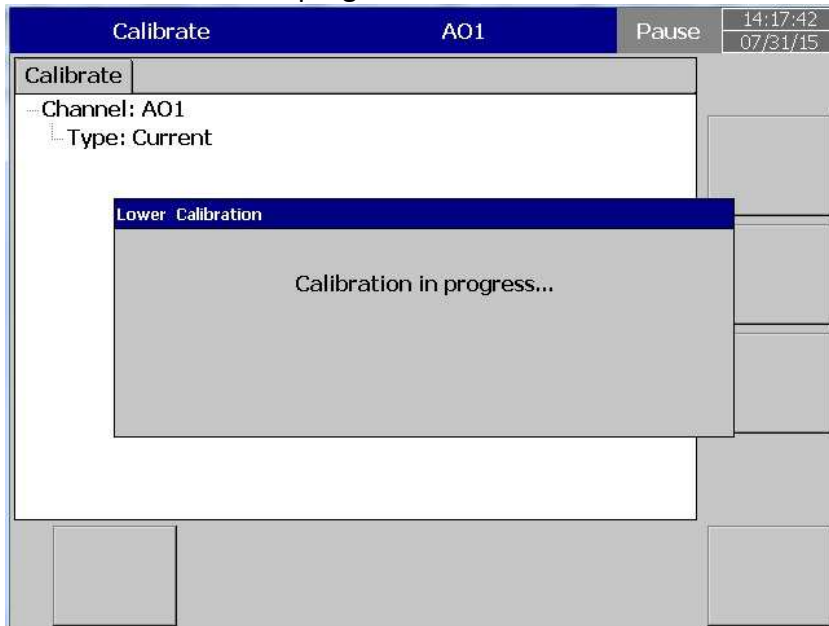 Calibrate AO1 Pause 14:17:42
07/31/15
Calibrate
Channel: AO1
Type: Current
Lower Calibration
Calibration in progress...